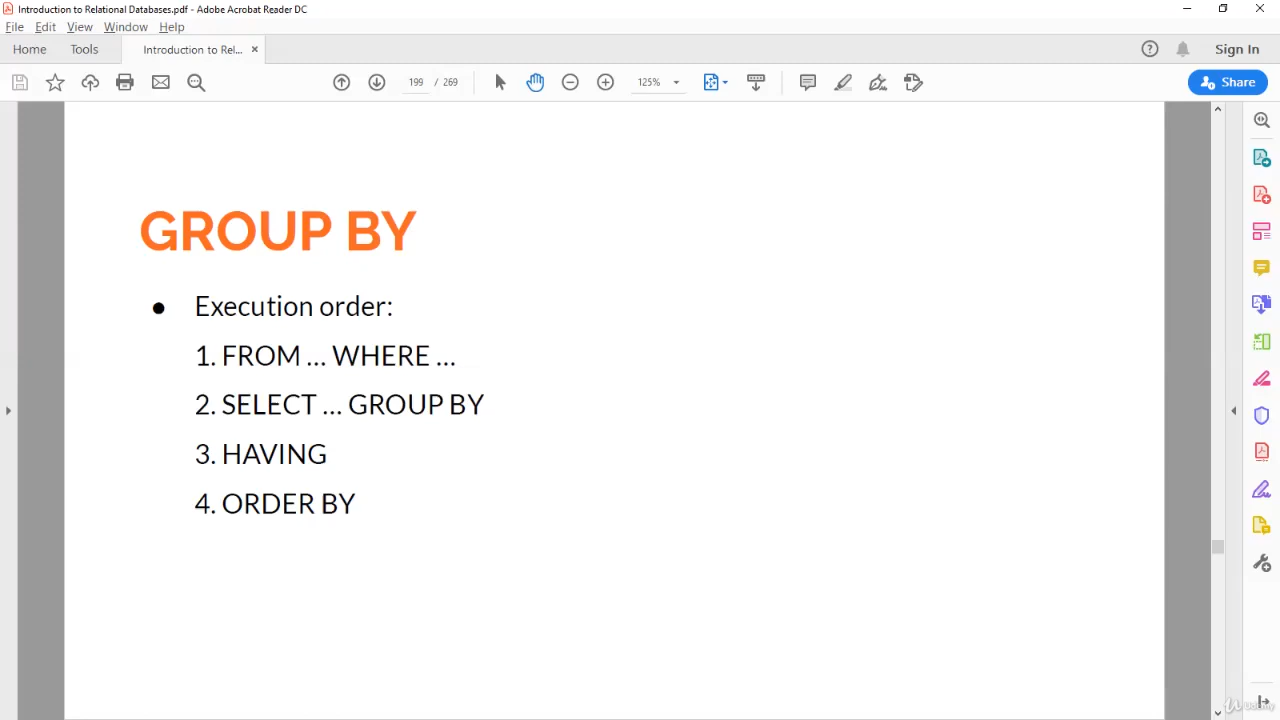 Introduction to Relational Databases.pdf - Adobe Acrobat Reader DC
File Edit View Window Help
Home Tools Introduction to Rel... × Sign In
199 / 269 125% Share
GROUP BY
● Execution order:
1. FROM ... WHERE ...
2. SELECT ... GROUP BY
3. HAVING
4. ORDER BY
Udemy